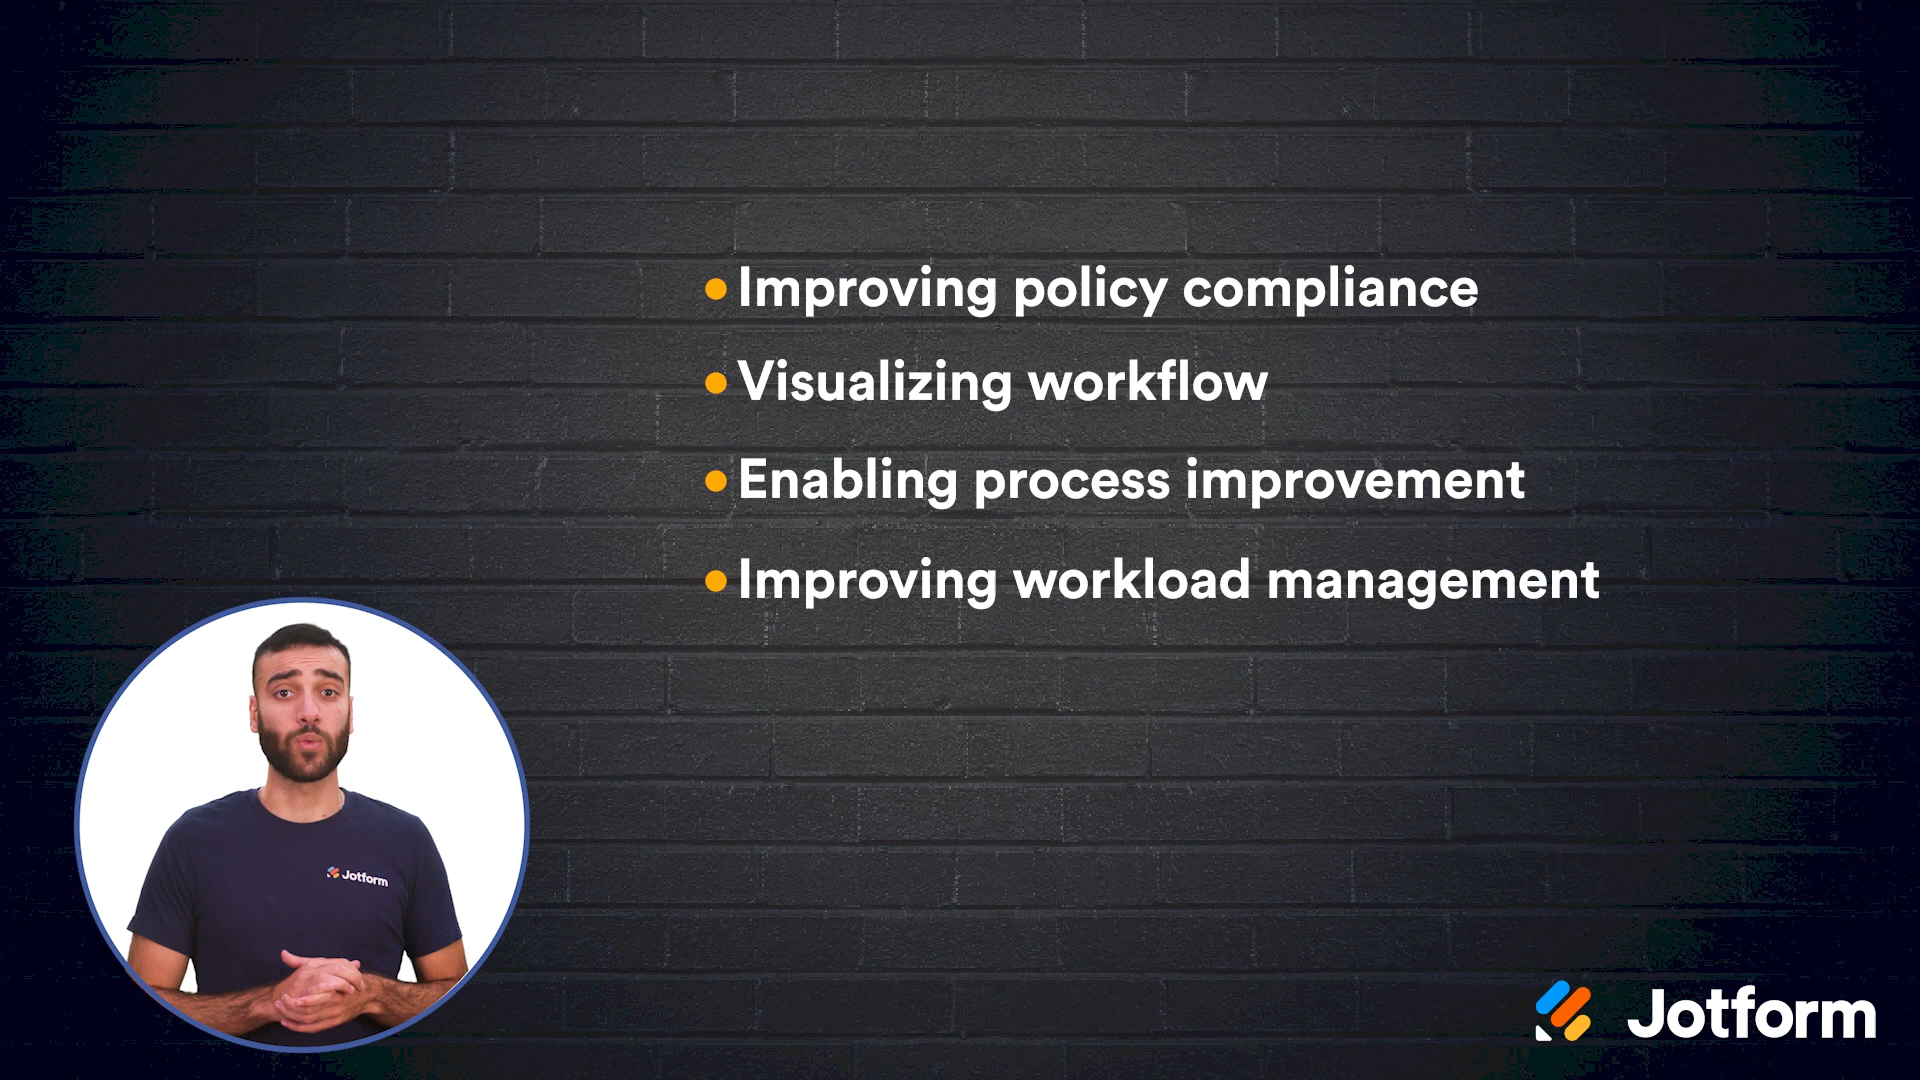 • Improving policy compliance
• Visualizing workflow
• Enabling process improvement
• Improving workload management
Jotform
Jotform